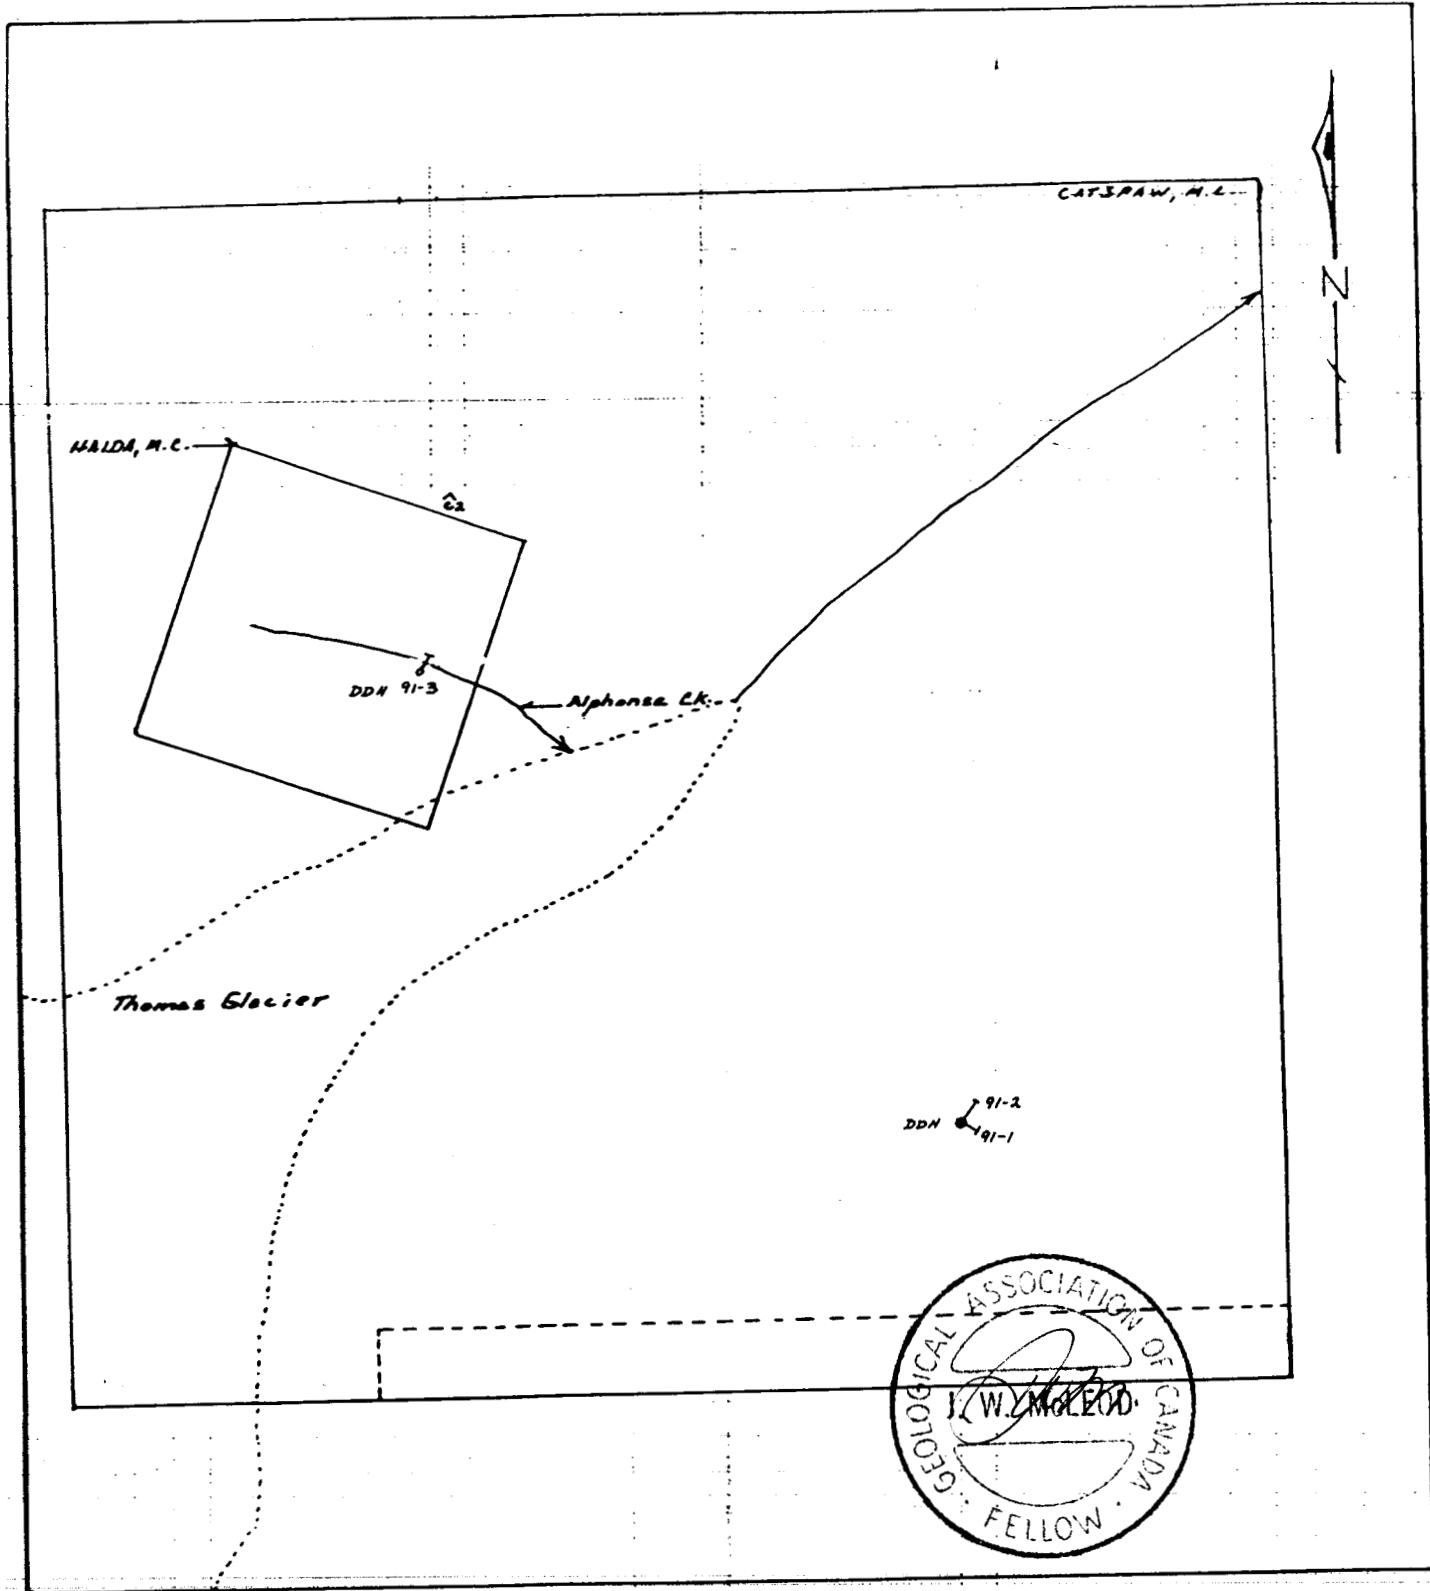 CATSPAW, M.C.
N
HALDA, M.C.
c2
DDH 91-3
Alphonse Ck.
Thomas Glacier
91-2
DDH
91-1
GEOLOGICAL ASSOCIATION OF CANADA
J. W. McLEOD
FELLOW